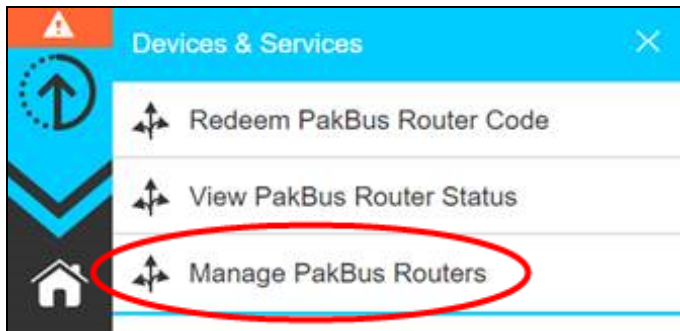 Devices & Services
Redeem PakBus Router Code
View PakBus Router Status
Manage PakBus Routers